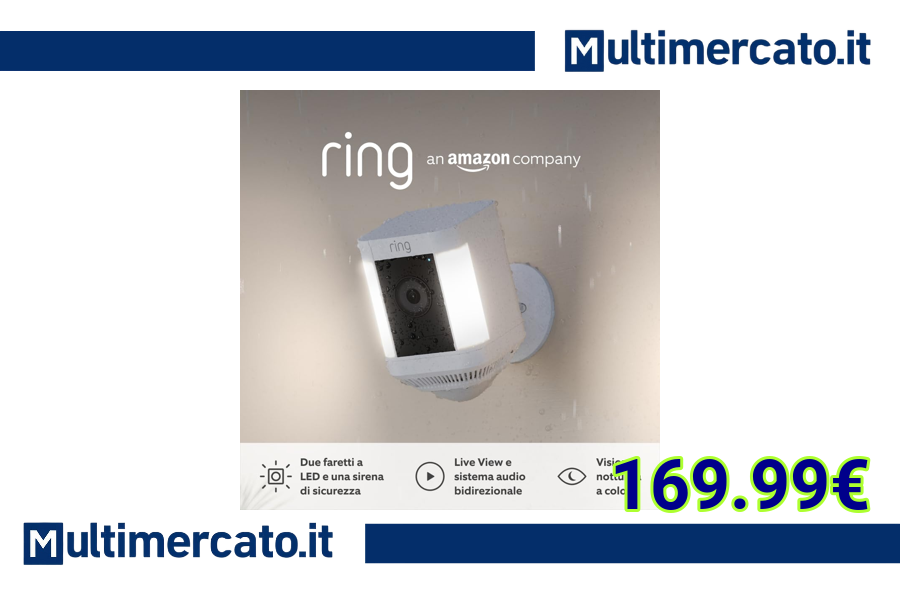 Multimercato.it
ring an amazon company
ring
Due faretti a
LED e una sirena
di sicurezza
Live View e
sistema audio
bidirezionale
a
169.99€
Multimercato.it